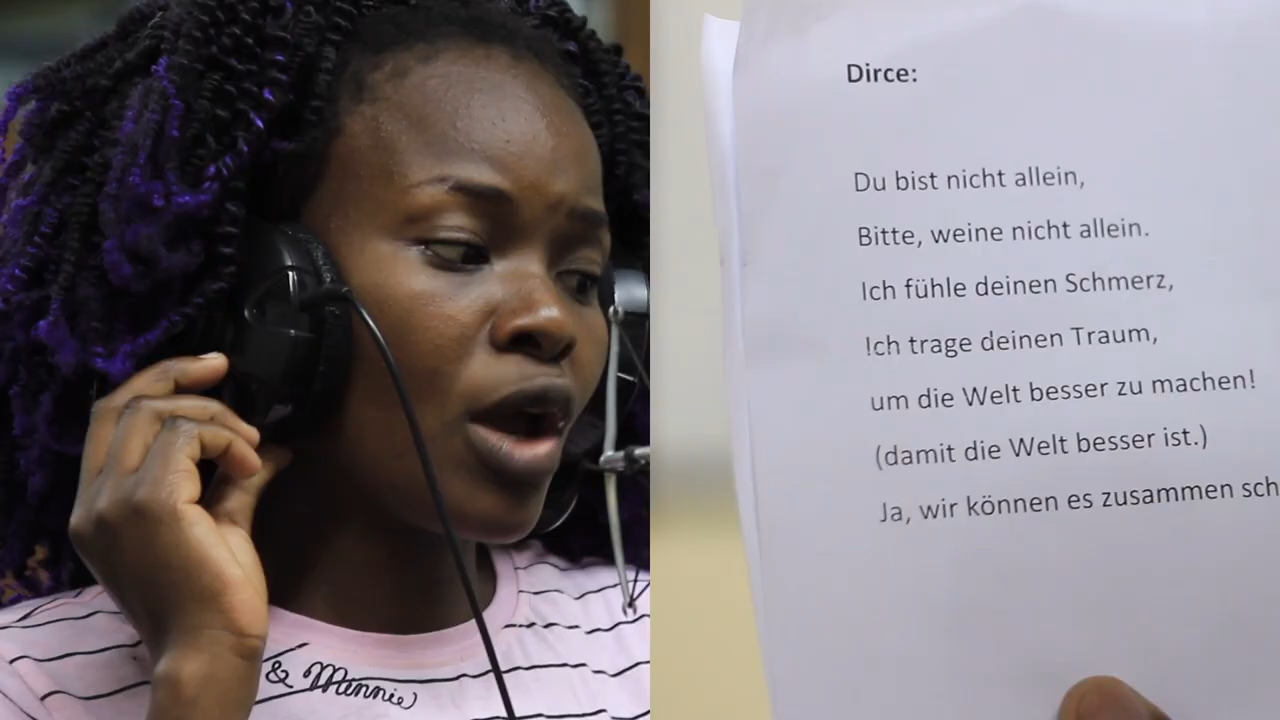 & Minnie
Dirce:
Du bist nicht allein,
Bitte, weine nicht allein.
Ich fühle deinen Schmerz,
Ich trage deinen Traum,
um die Welt besser zu machen!
(damit die Welt besser ist.)
Ja, wir können es zusammen sch